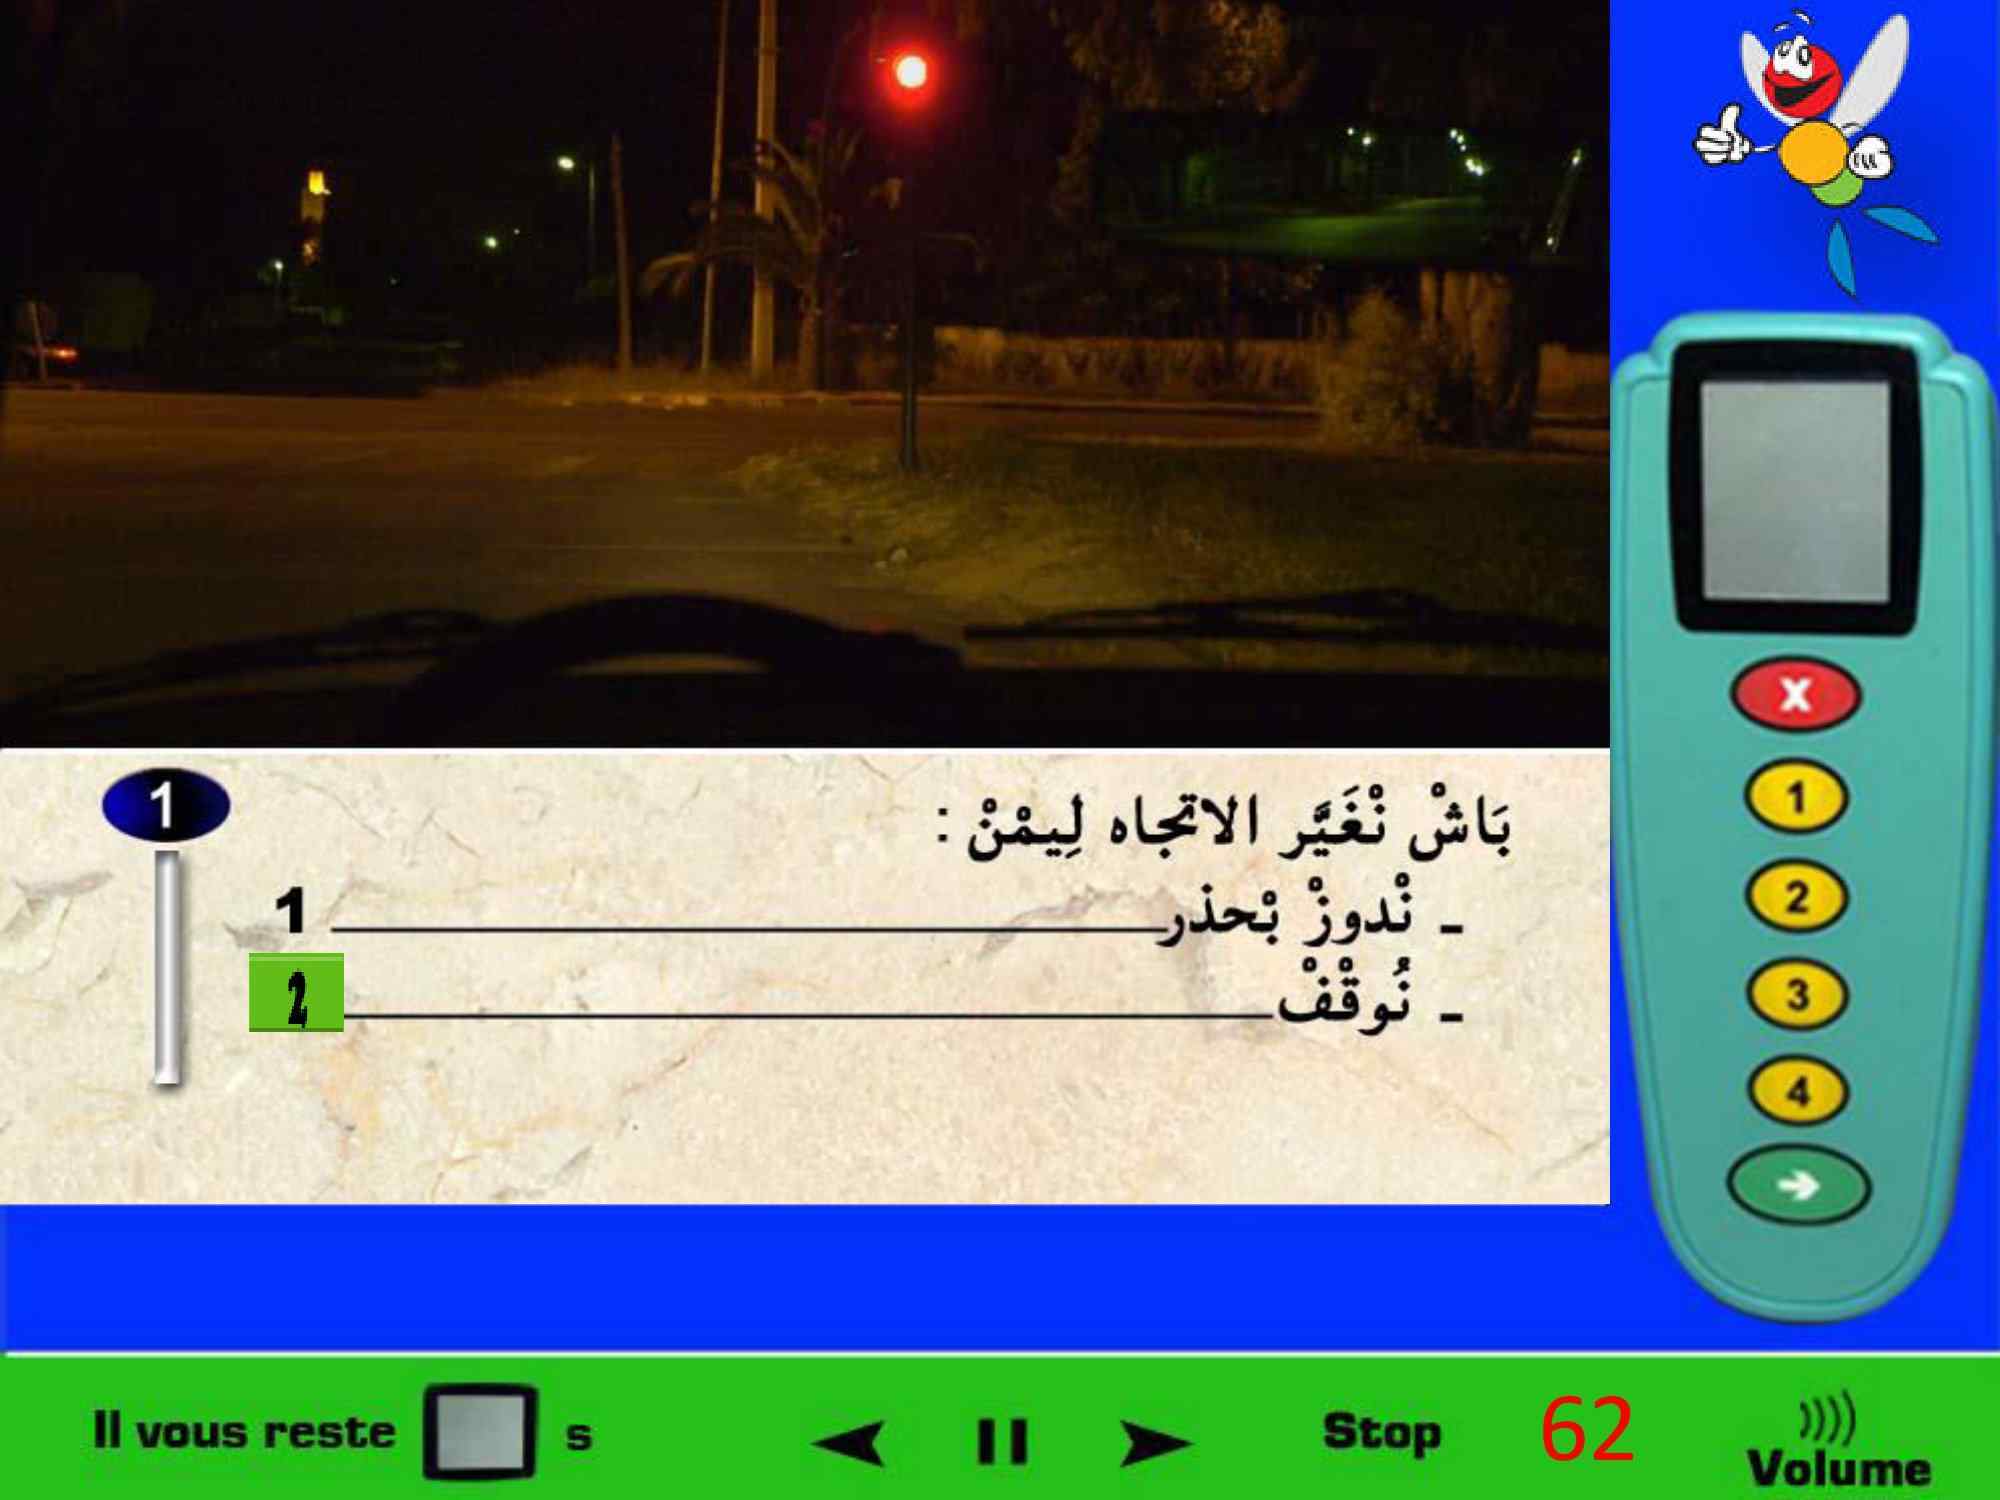 1
بَاشْ نْغَيَّر الاتجاه لِيمْنْ :
ـ نْدوزْ بْحذر 1
ـ نُوقْفْ 2
X
1
2
3
4
Il vous reste s
Stop
62
Volume